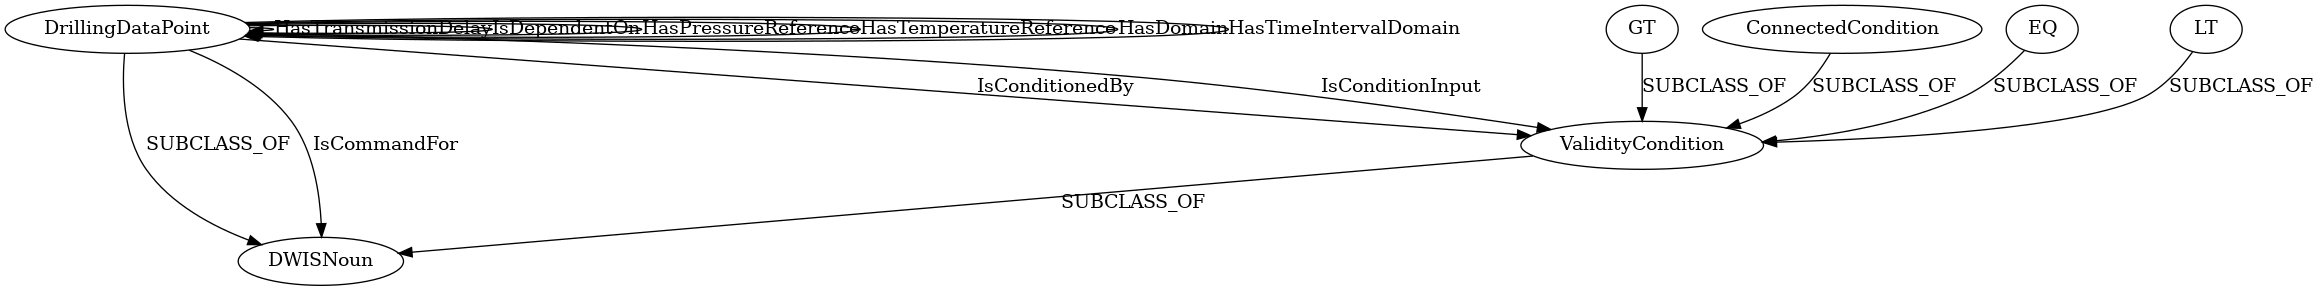 DrillingDataPoint
HasTransmissionDelay
IsDependentOn
HasPressureReference
HasTemperatureReference
HasDomain
HasTimeIntervalDomain
GT
ConnectedCondition
EQ
LT
IsConditionedBy
IsConditionInput
SUBCLASS_OF
SUBCLASS_OF
SUBCLASS_OF
SUBCLASS_OF
SUBCLASS_OF
IsCommandFor
ValidityCondition
SUBCLASS_OF
DWISNoun